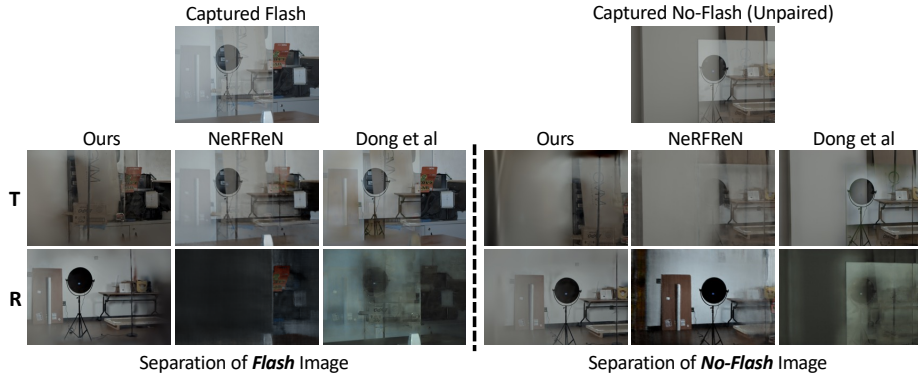 Captured Flash
Captured No-Flash (Unpaired)
Ours NeRFReN Dong et al
Ours NeRFReN Dong et al
T
R
Separation of Flash Image
Separation of No-Flash Image